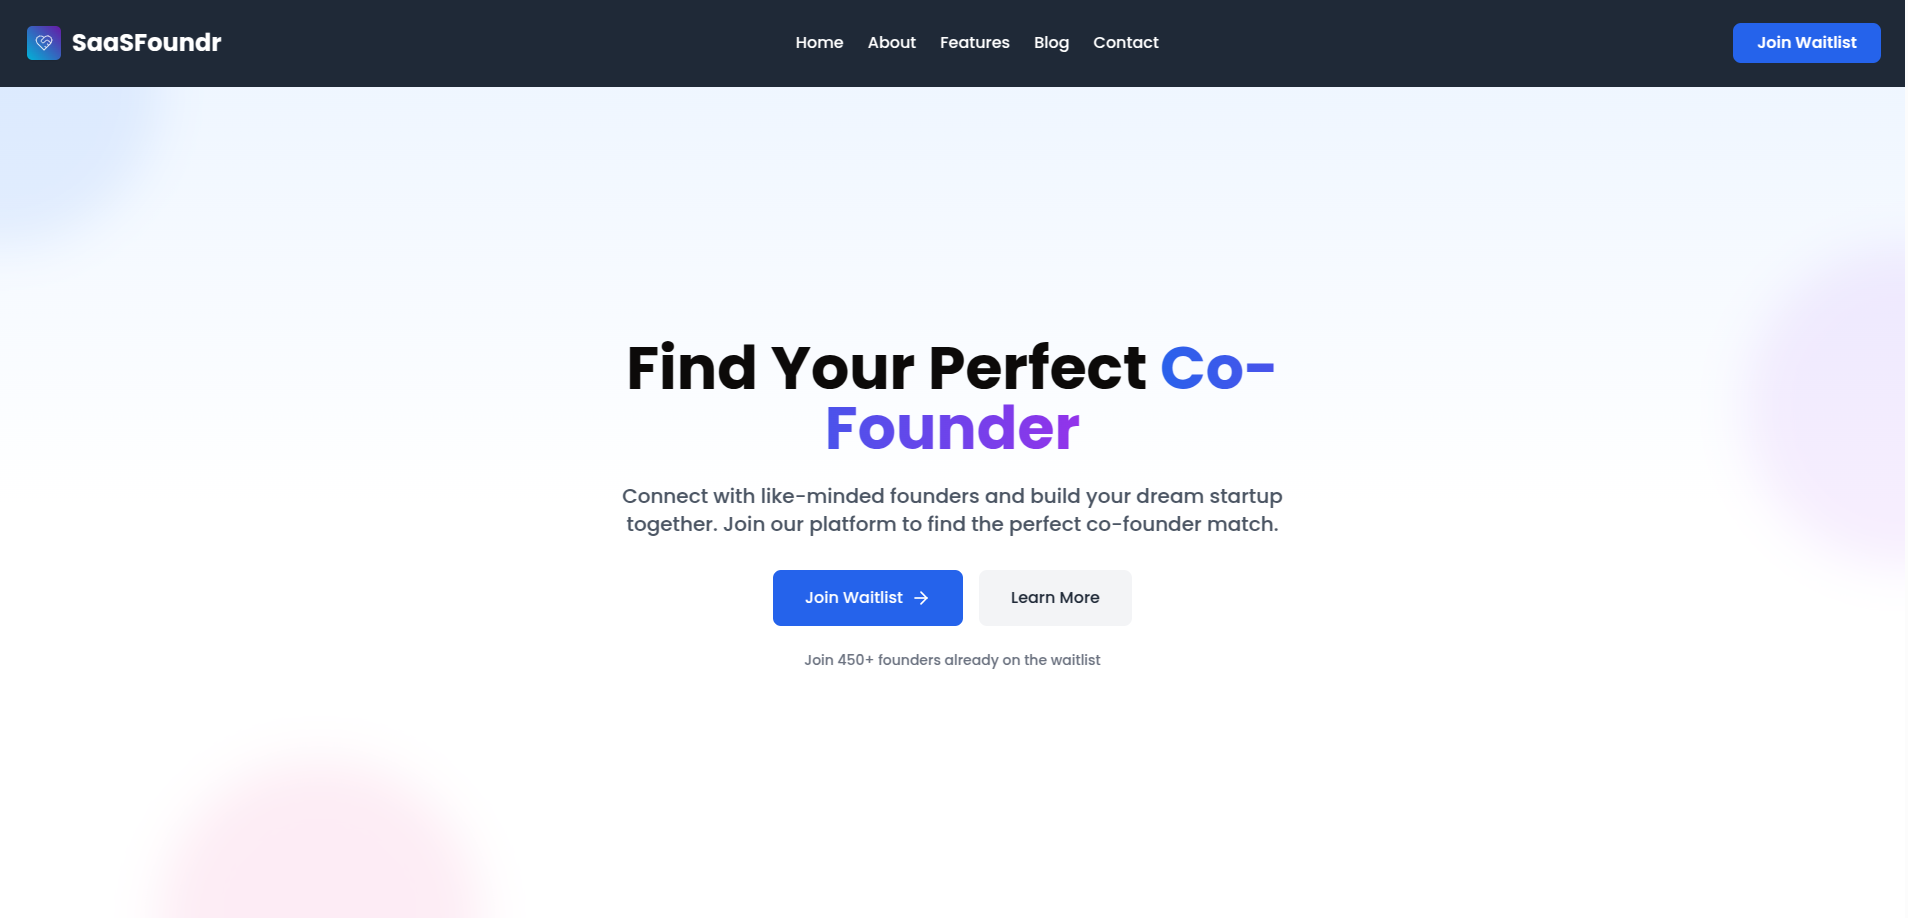 SaaSFoundr
Home About Features Blog Contact
Join Waitlist
Find Your Perfect Co-
Founder
Connect with like-minded founders and build your dream startup
together. Join our platform to find the perfect co-founder match.
Join Waitlist →
Learn More
Join 450+ founders already on the waitlist